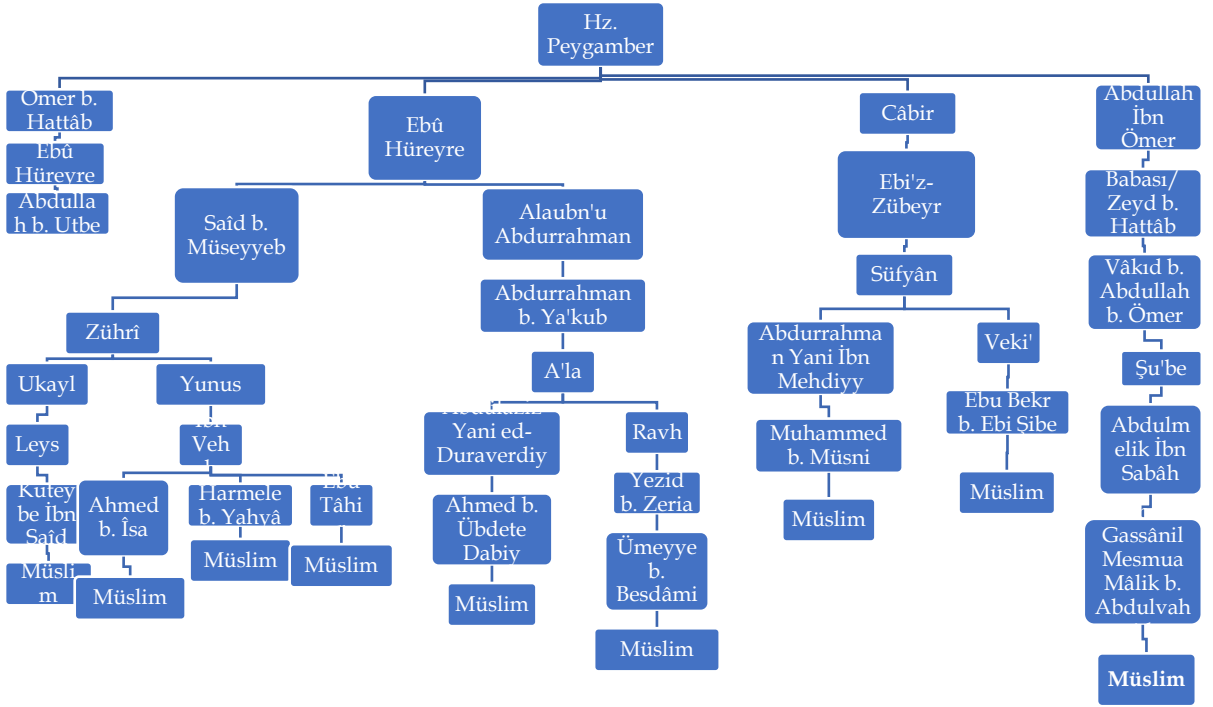 Hz.
Peygamber
Ömer b.
Hattâb
Ebû
Hüreyre
Abdulla
h b. Utbe
Ebû
Hüreyre
Saîd b.
Müseyyeb
Zührî
Ukayl
Leys
Kutey
be İbn
Saîd
Müsli
m
Yunus
Veh
Ahmed
b. Îsa
Müslim
Harmele
b. Yahyâ
Müslim
Ebu
Tâhi
Müslim
Alaubn'u
Abdurrahman
Abdurrahman
b. Ya'kub
A'la
Yani ed-
Duraverdiy
Ahmed b.
Übdete
Dabiy
Müslim
Ravh
Yezid
b. Zeria
Ümeyye
b.
Besdâmi
Müslim
Câbir
Ebi'z-
Zübeyr
Süfyân
Abdurrahma
n Yani İbn
Mehdiyy
Muhammed
b. Müsni
Müslim
Veki'
Ebu Bekr
b. Ebi Şibe
Müslim
Abdullah
İbn
Ömer
Babası/
Zeyd b.
Hattâb
Vâkıd b.
Abdullah
b. Ömer
Şu'be
Abdulm
elik İbn
Sabâh
Gassânil
Mesmua
Mâlik b.
Abdulvah
Müslim